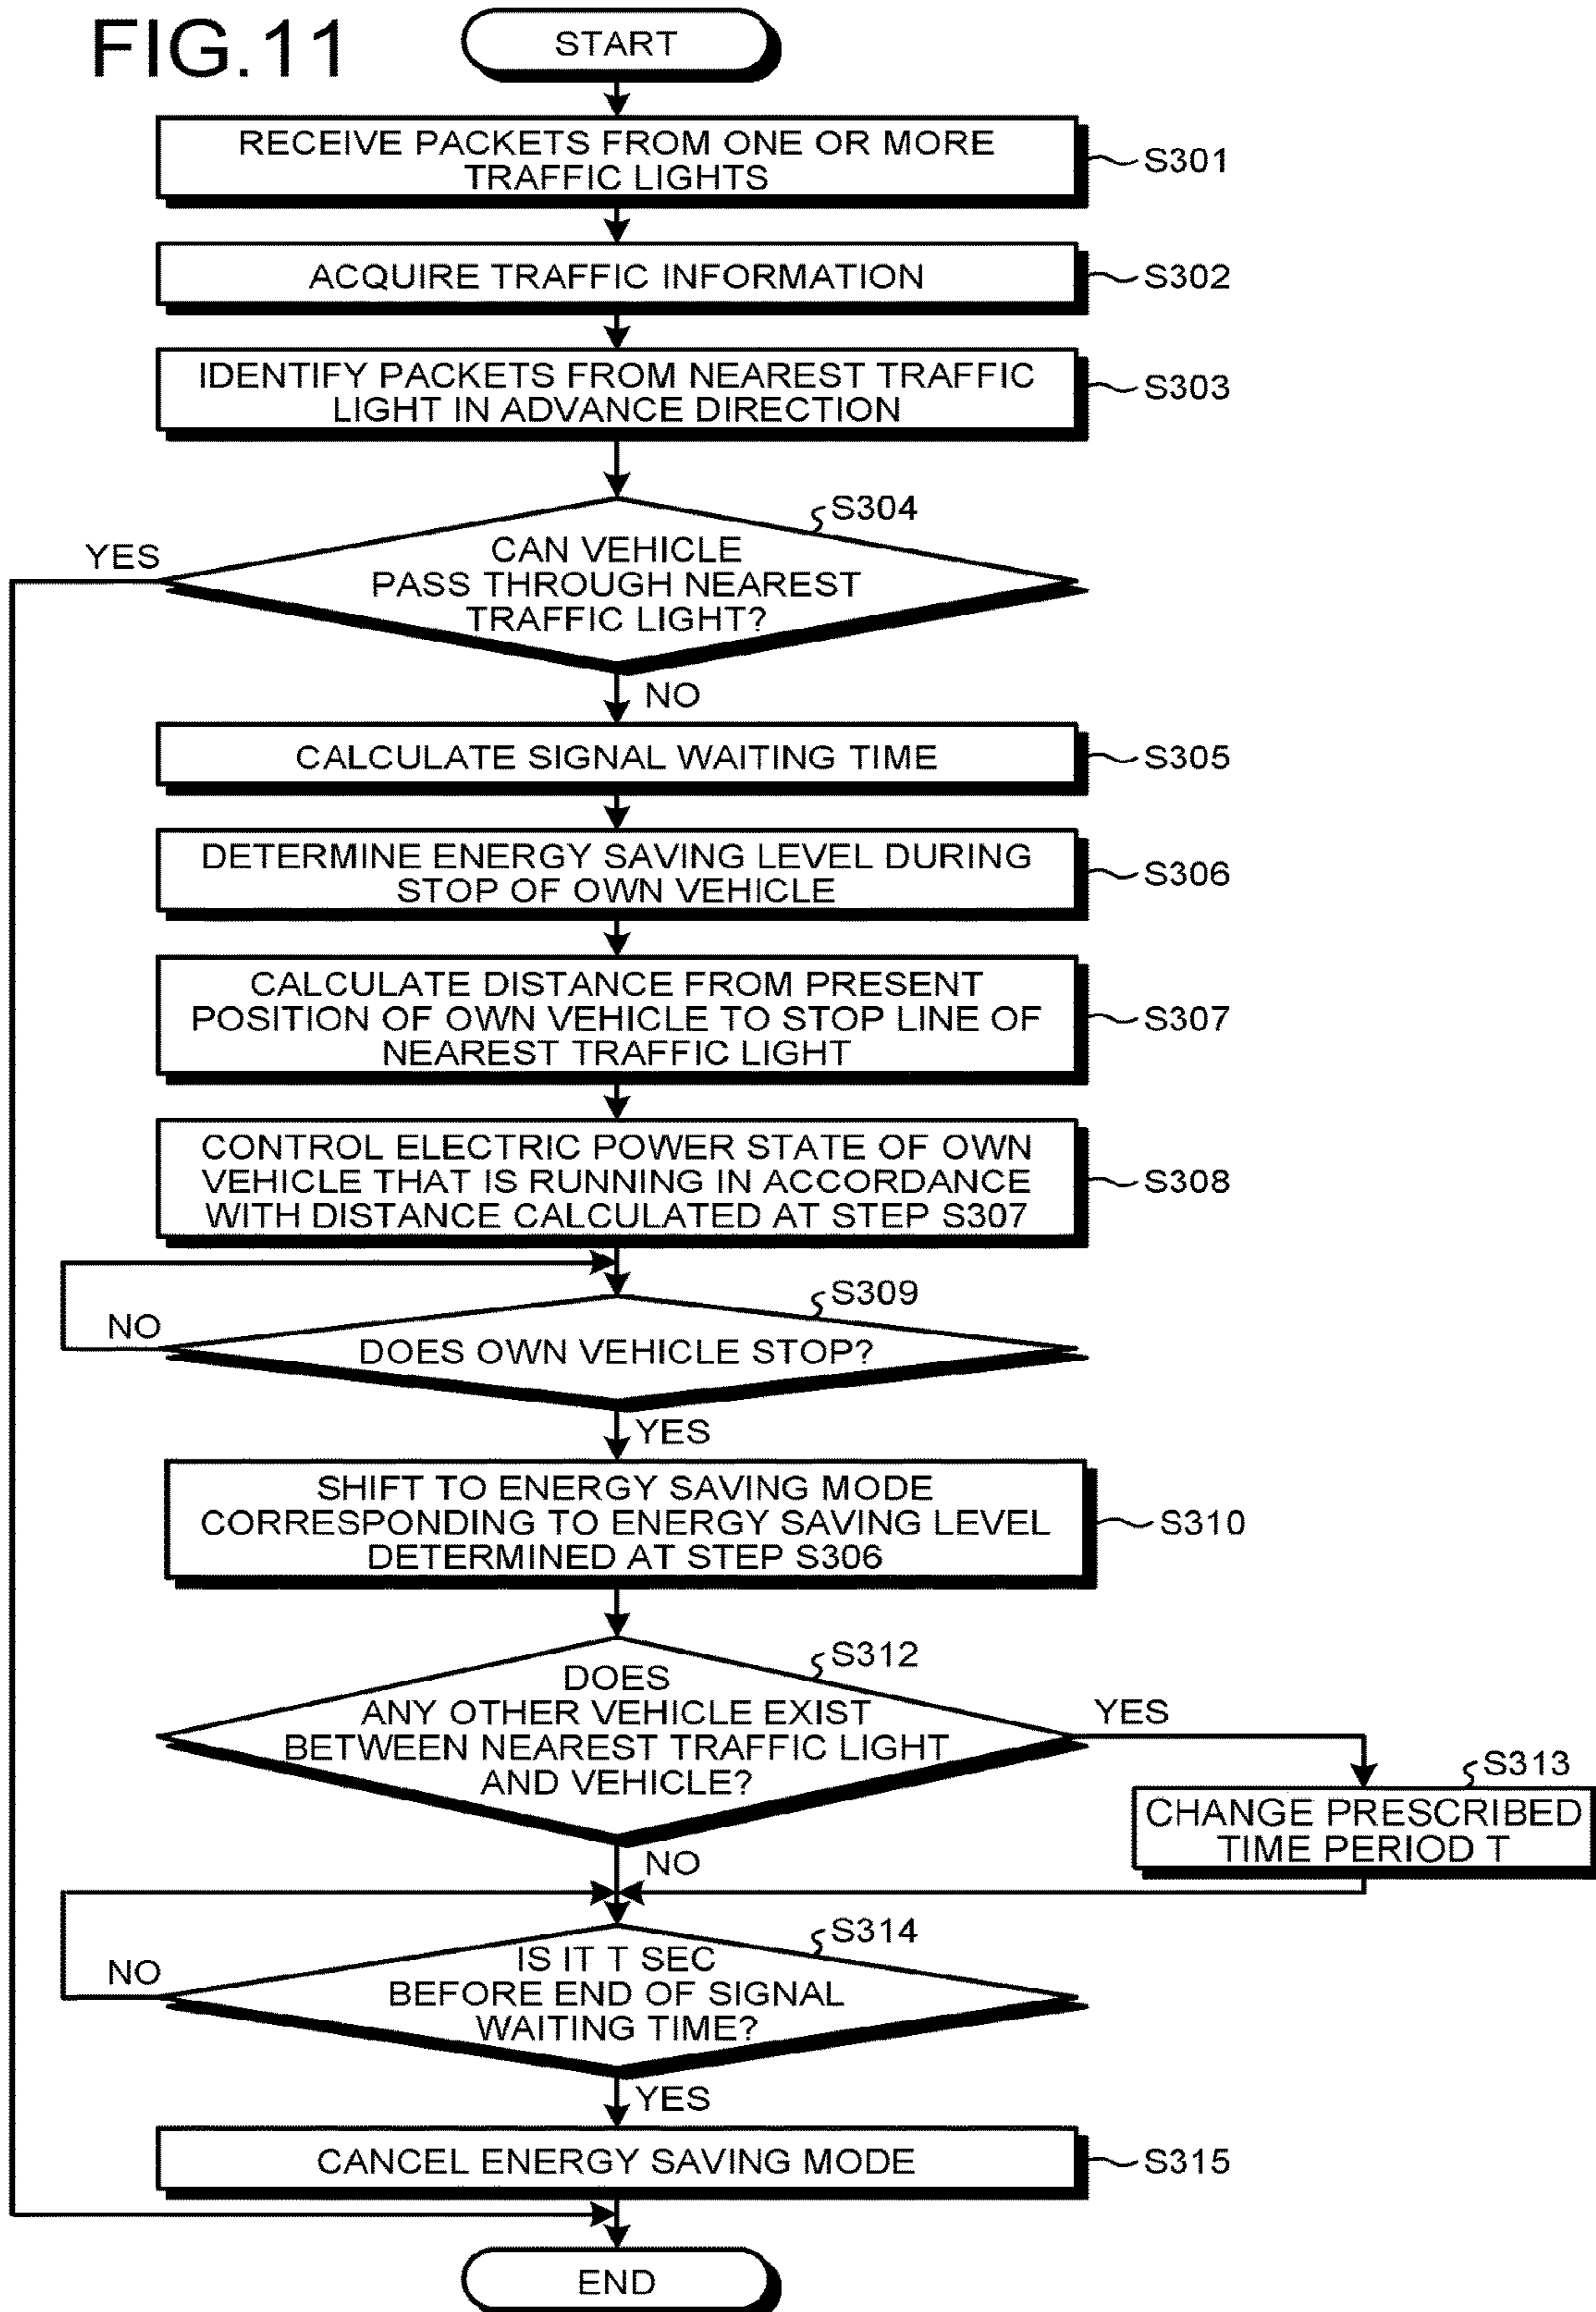 FIG.11
START
RECEIVE PACKETS FROM ONE OR MORE
TRAFFIC LIGHTS
S301
ACQUIRE TRAFFIC INFORMATION
S302
IDENTIFY PACKETS FROM NEAREST TRAFFIC
LIGHT IN ADVANCE DIRECTION
S303
S304
YES
CAN VEHICLE
PASS THROUGH NEAREST
TRAFFIC LIGHT?
NO
CALCULATE SIGNAL WAITING TIME
S305
DETERMINE ENERGY SAVING LEVEL DURING
STOP OF OWN VEHICLE
S306
CALCULATE DISTANCE FROM PRESENT
POSITION OF OWN VEHICLE TO STOP LINE OF
NEAREST TRAFFIC LIGHT
S307
CONTROL ELECTRIC POWER STATE OF OWN
VEHICLE THAT IS RUNNING IN ACCORDANCE
WITH DISTANCE CALCULATED AT STEP S307
S308
S309
NO
DOES OWN VEHICLE STOP?
YES
SHIFT TO ENERGY SAVING MODE
CORRESPONDING TO ENERGY SAVING LEVEL
DETERMINED AT STEP S306
S310
S312
DOES
ANY OTHER VEHICLE EXIST
BETWEEN NEAREST TRAFFIC LIGHT
AND VEHICLE?
YES
S313
CHANGE PRESCRIBED
TIME PERIOD T
NO
S314
NO
IS IT T SEC
BEFORE END OF SIGNAL
WAITING TIME?
YES
CANCEL ENERGY SAVING MODE
S315
END